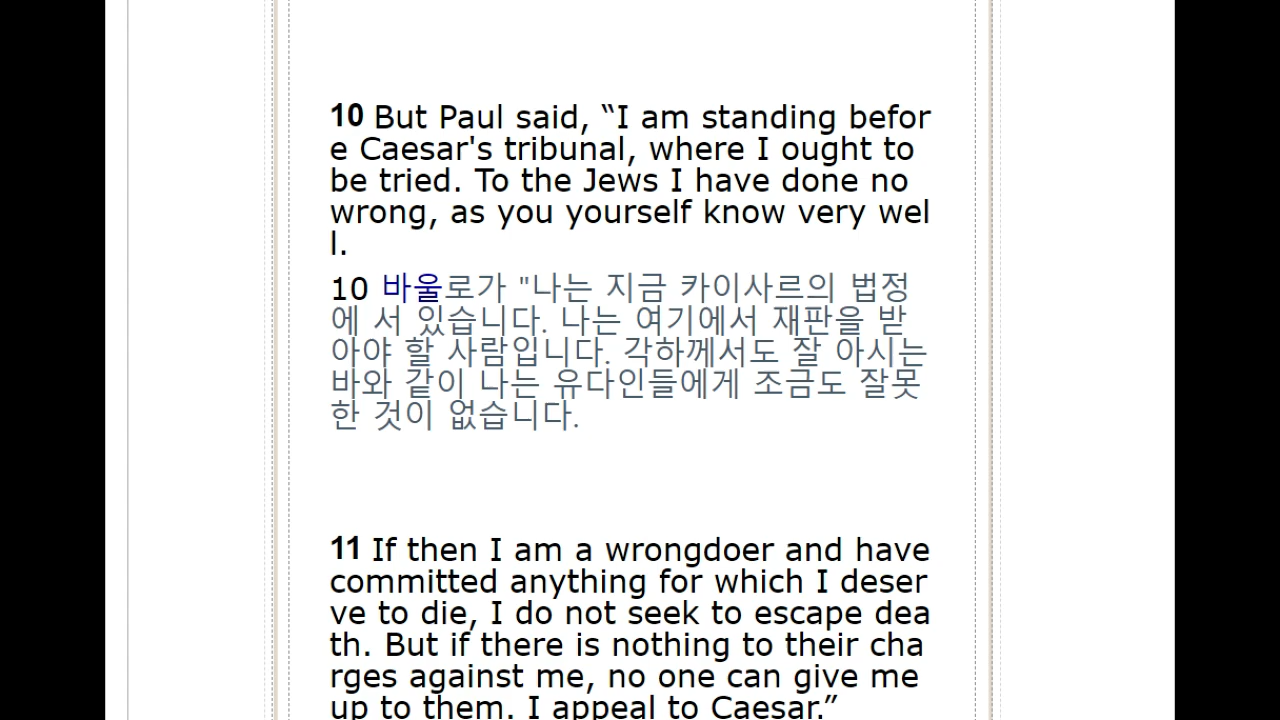 10 But Paul said, “I am standing befor
e Caesar's tribunal, where I ought to
be tried. To the Jews I have done no
wrong, as you yourself know very wel
l.
10 바울로가 "나는 지금 카이사르의 법정
에 서 있습니다. 나는 여기에서 재판을 받
아야 할 사람입니다. 각하께서도 잘 아시는
바와 같이 나는 유다인들에게 조금도 잘못
한 것이 없습니다.
11 If then I am a wrongdoer and have
committed anything for which I deser
ve to die, I do not seek to escape dea
th. But if there is nothing to their cha
rges against me, no one can give me
up to them. I appeal to Caesar.”